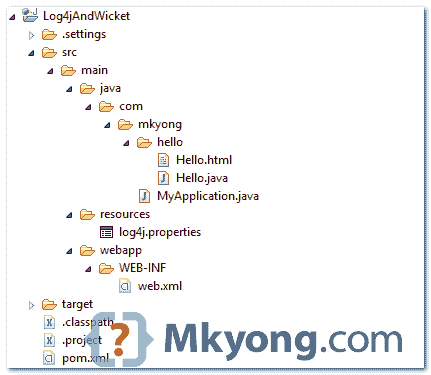 Log4jAndWicket
.settings
src
main
java
com
mkyong
hello
Hello.html
Hello.java
MyApplication.java
resources
log4j.properties
webapp
WEB-INF
web.xml
target
.classpath
.project
pom.xml
{?} Mkyong.com